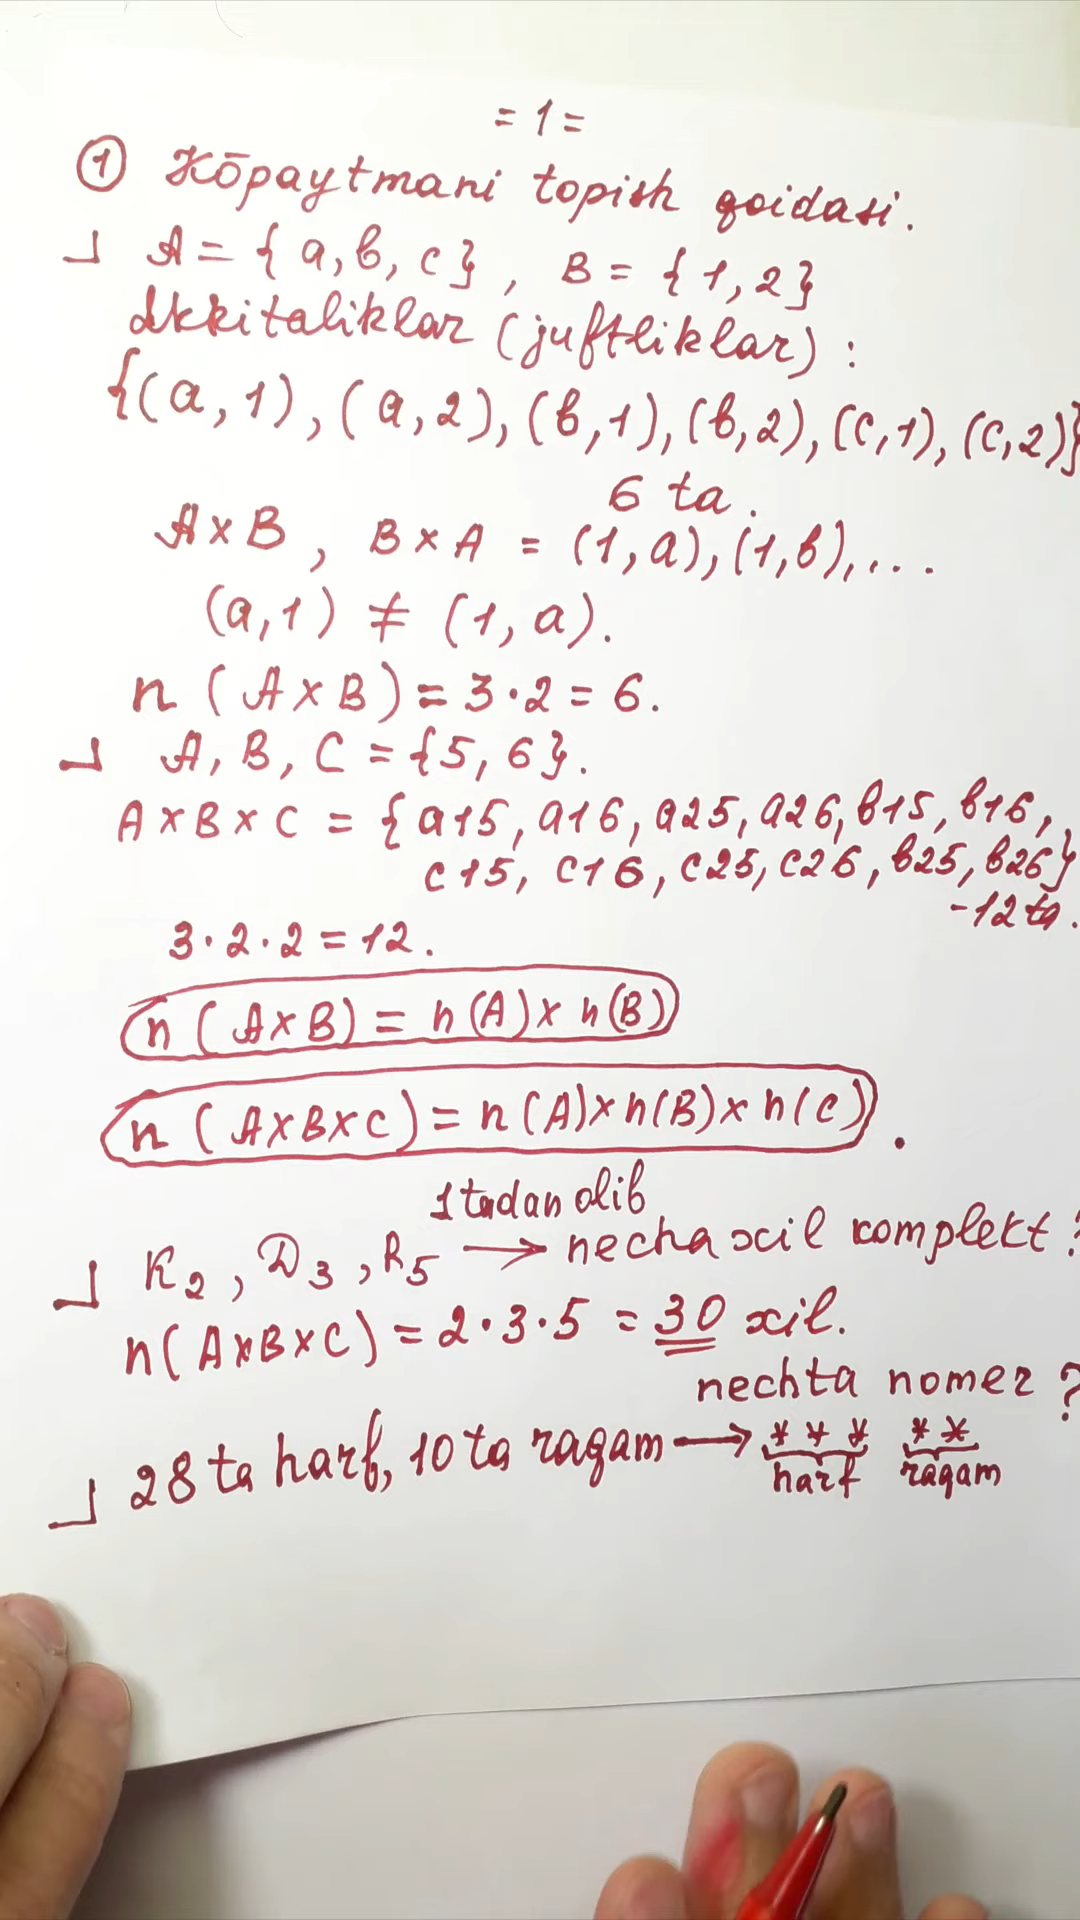 = 1 =
① Kōpaytmani topish qoidasi.
⅃ A = { a, b, c } , B = { 1, 2 }
Ikkitaliklar (juftliklar) :
{(a, 1), (a, 2), (b, 1), (b, 2), (c, 1), (c, 2)}
6 ta.
A × B , B × A = (1, a), (1, b), ...
(a, 1) ≠ (1, a).
n ( A × B ) = 3 · 2 = 6.
⅃ A, B, C = {5, 6}.
A × B × C = { a15, a16, a25, a26, b15, b16,
c15, c16, c25, c26, b25, b26}
- 12 ta.
3 · 2 · 2 = 12.
n ( A × B) = n (A) × n (B)
n ( A × B × C) = n (A) × n (B) × n (C) .
1 tadan olib
⅃ K₂ , D₃ , R₅ → necha xil komplekt ?
n ( A × B × C ) = 2 · 3 · 5 = 30 xil.
nechta nomer ?
⅃ 28 ta harf, 10 ta raqam → * * * * *
harf raqam